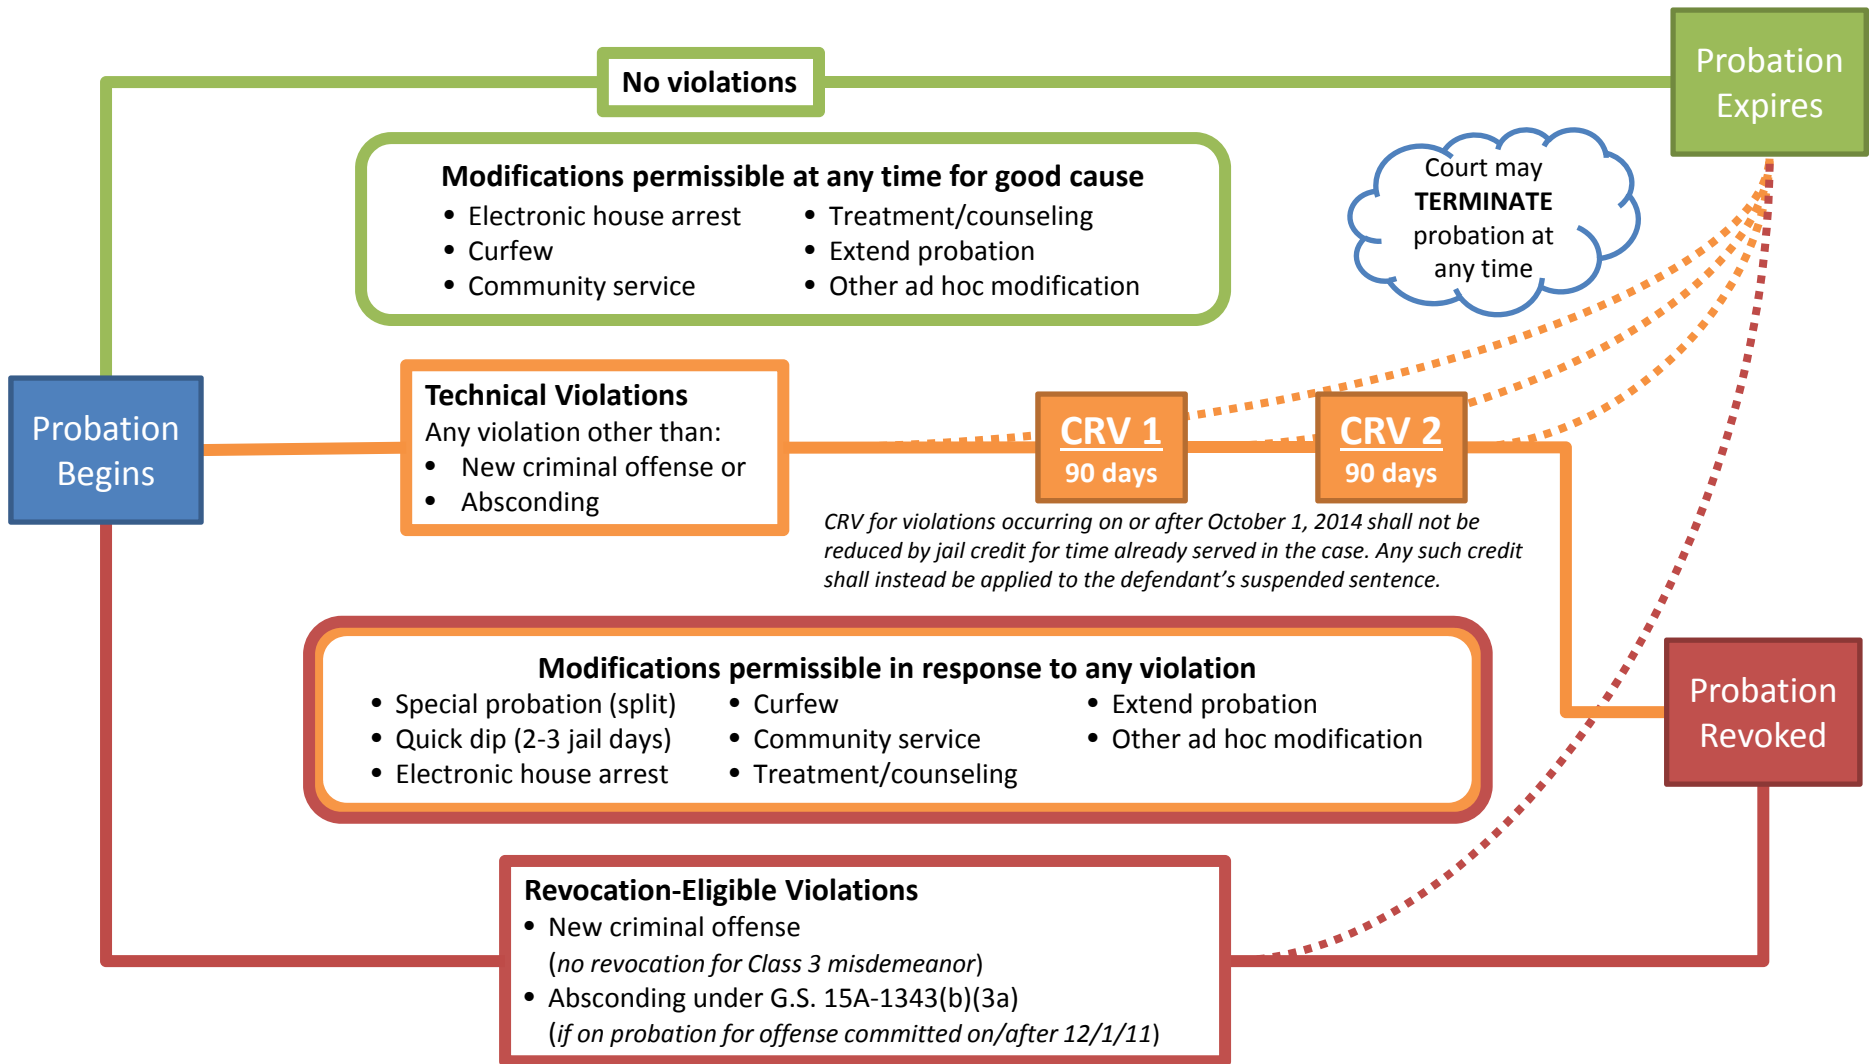 No violations
Probation
Expires
Modifications permissible at any time for good cause
• Electronic house arrest
• Curfew
• Community service
• Treatment/counseling
• Extend probation
• Other ad hoc modification
Court may
TERMINATE
probation at
any time
Probation
Begins
Technical Violations
Any violation other than:
• New criminal offense or
• Absconding
CRV 1
90 days
CRV 2
90 days
CRV for violations occurring on or after October 1, 2014 shall not be
reduced by jail credit for time already served in the case. Any such credit
shall instead be applied to the defendant's suspended sentence.
Modifications permissible in response to any violation
• Special probation (split)
• Quick dip (2-3 jail days)
• Electronic house arrest
• Curfew
• Community service
• Treatment/counseling
• Extend probation
• Other ad hoc modification
Probation
Revoked
Revocation-Eligible Violations
• New criminal offense
(no revocation for Class 3 misdemeanor)
• Absconding under G.S. 15A-1343(b)(3a)
(if on probation for offense committed on/after 12/1/11)